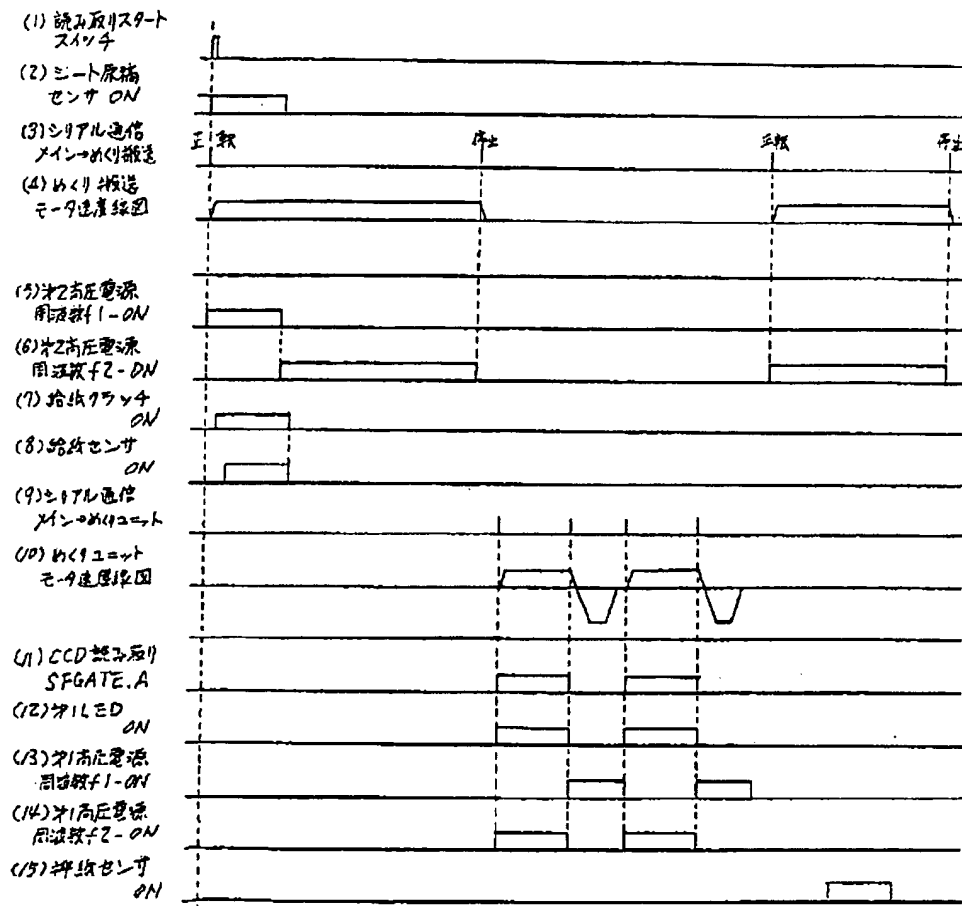 (1) 読み取りスタート
スイッチ
(2) シート原稿
センサ ON
(3) シリアル通信
メイン→めくり搬送
正転
停止
正転
停止
(4) めくり搬送
モータ速度線図
(5) 第2高圧電源
周波数f1-ON
(6) 第2高圧電源
周波数f2-ON
(7) 給紙クラッチ
ON
(8) 給紙センサ
ON
(9) シリアル通信
メイン→めくりユニット
(10) めくりユニット
モータ速度線図
(11) CCD読み取り
SFGATE.A
(12) 第1LED
ON
(13) 第1高圧電源
周波数f1-ON
(14) 第1高圧電源
周波数f2-ON
(15) 排紙センサ
ON